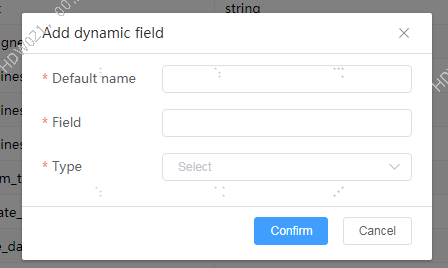 string
Add dynamic field
* Default name
* Field
* Type
Select
Confirm
Cancel